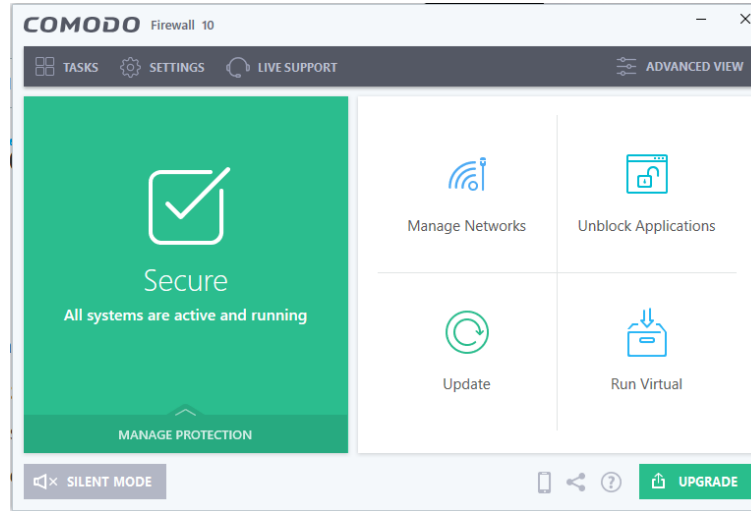 COMODO Firewall 10
TASKS SETTINGS LIVE SUPPORT ADVANCED VIEW
Secure
All systems are active and running
MANAGE PROTECTION
Manage Networks Unblock Applications
Update Run Virtual
SILENT MODE UPGRADE